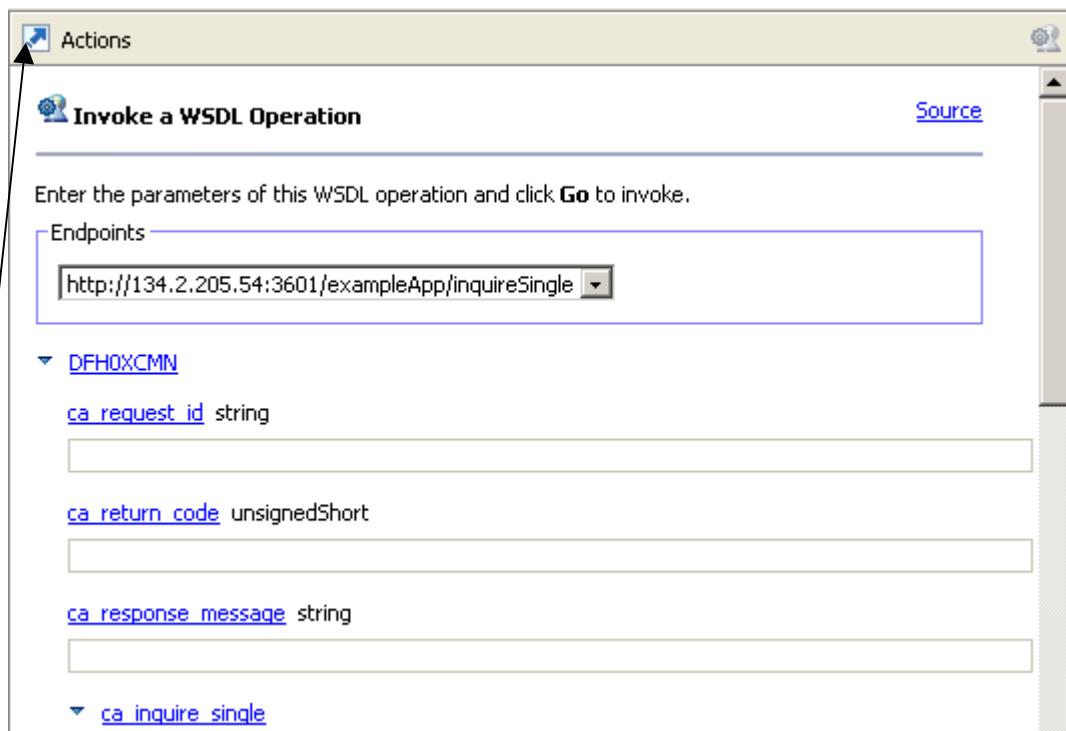 Actions
Invoke a WSDL Operation
Source
Enter the parameters of this WSDL operation and click Go to invoke.
Endpoints
http://134.2.205.54:3601/exampleApp/inquireSingle
DFH0XCMN
ca_request_id string
ca_return_code unsignedShort
ca_response_message string
ca_inquire_single